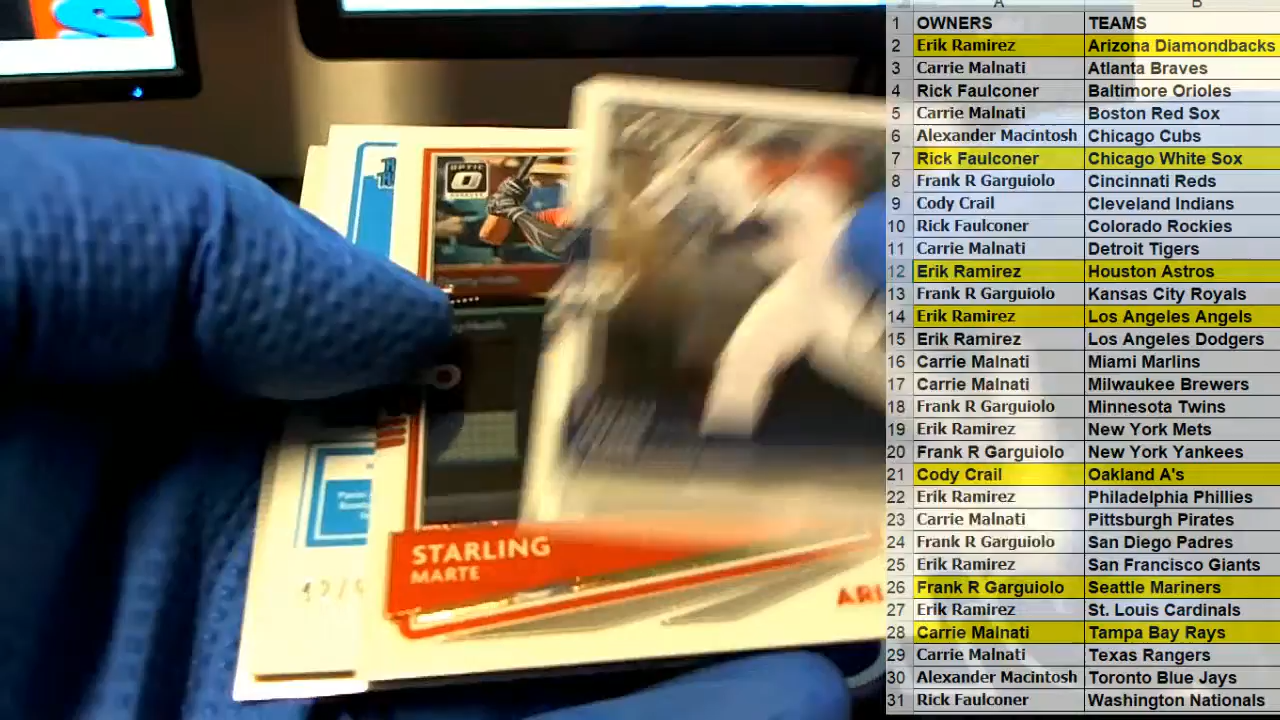 A B
1 OWNERS TEAMS
2 Erik Ramirez Arizona Diamondbacks
3 Carrie Malnati Atlanta Braves
4 Rick Faulconer Baltimore Orioles
5 Carrie Malnati Boston Red Sox
6 Alexander Macintosh Chicago Cubs
7 Rick Faulconer Chicago White Sox
8 Frank R Garguiolo Cincinnati Reds
9 Cody Crail Cleveland Indians
10 Rick Faulconer Colorado Rockies
11 Carrie Malnati Detroit Tigers
12 Erik Ramirez Houston Astros
13 Frank R Garguiolo Kansas City Royals
14 Erik Ramirez Los Angeles Angels
15 Erik Ramirez Los Angeles Dodgers
16 Carrie Malnati Miami Marlins
17 Carrie Malnati Milwaukee Brewers
18 Frank R Garguiolo Minnesota Twins
19 Erik Ramirez New York Mets
20 Frank R Garguiolo New York Yankees
21 Cody Crail Oakland A's
22 Erik Ramirez Philadelphia Phillies
23 Carrie Malnati Pittsburgh Pirates
24 Frank R Garguiolo San Diego Padres
25 Erik Ramirez San Francisco Giants
26 Frank R Garguiolo Seattle Mariners
27 Erik Ramirez St. Louis Cardinals
28 Carrie Malnati Tampa Bay Rays
29 Carrie Malnati Texas Rangers
30 Alexander Macintosh Toronto Blue Jays
31 Rick Faulconer Washington Nationals
OPTIC
STARLING
MARTE
ARI